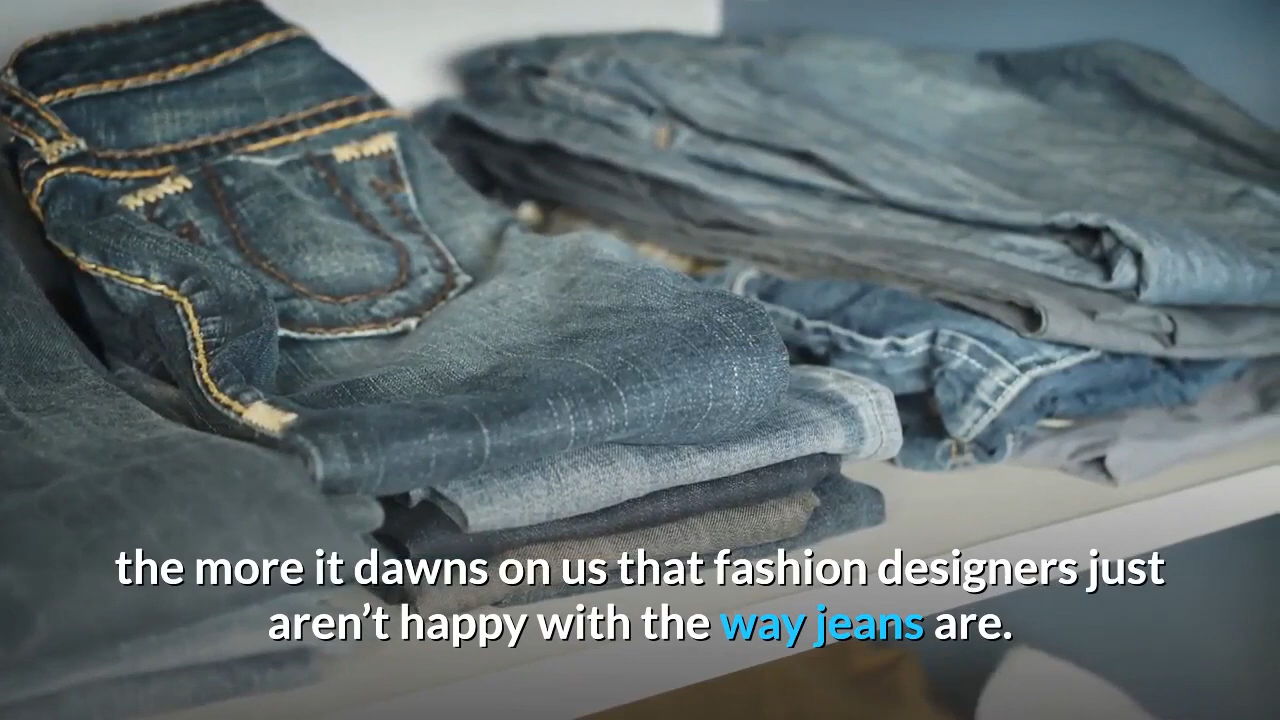 the more it dawns on us that fashion designers just
aren’t happy with the way jeans are.